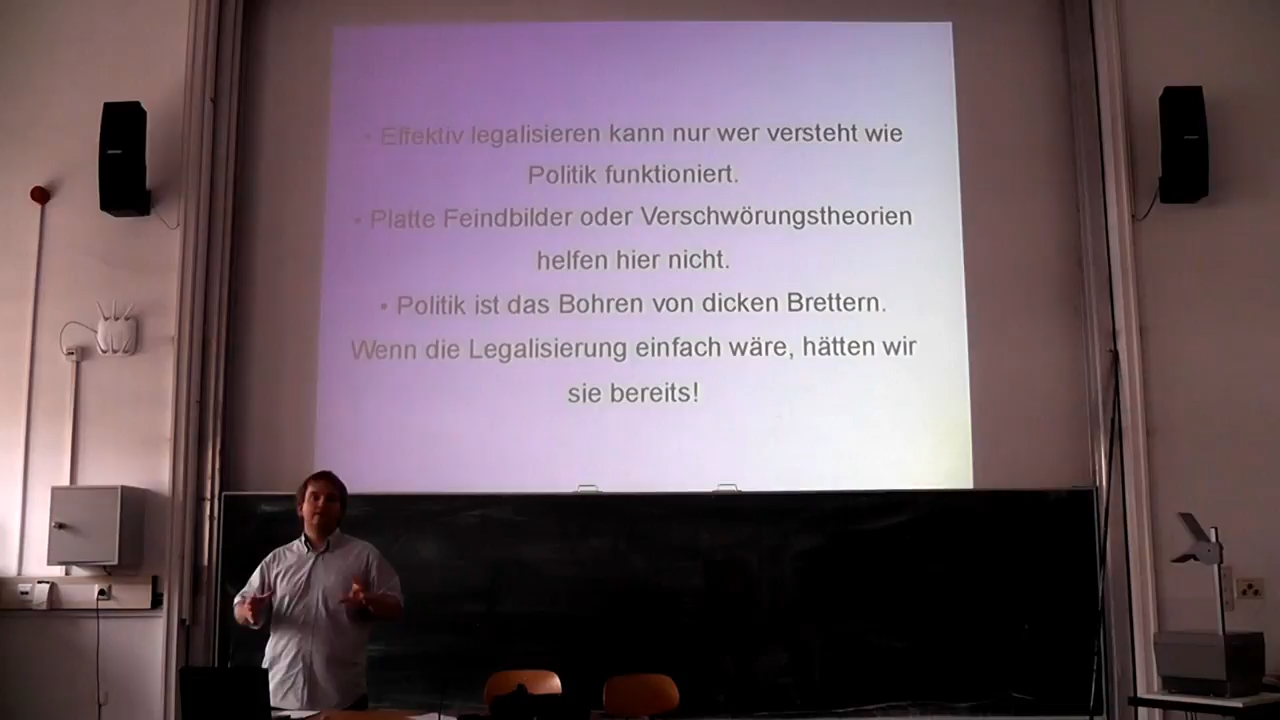 • Effektiv legalisieren kann nur wer versteht wie
Politik funktioniert.
• Platte Feindbilder oder Verschwörungstheorien
helfen hier nicht.
• Politik ist das Bohren von dicken Brettern.
Wenn die Legalisierung einfach wäre, hätten wir
sie bereits!